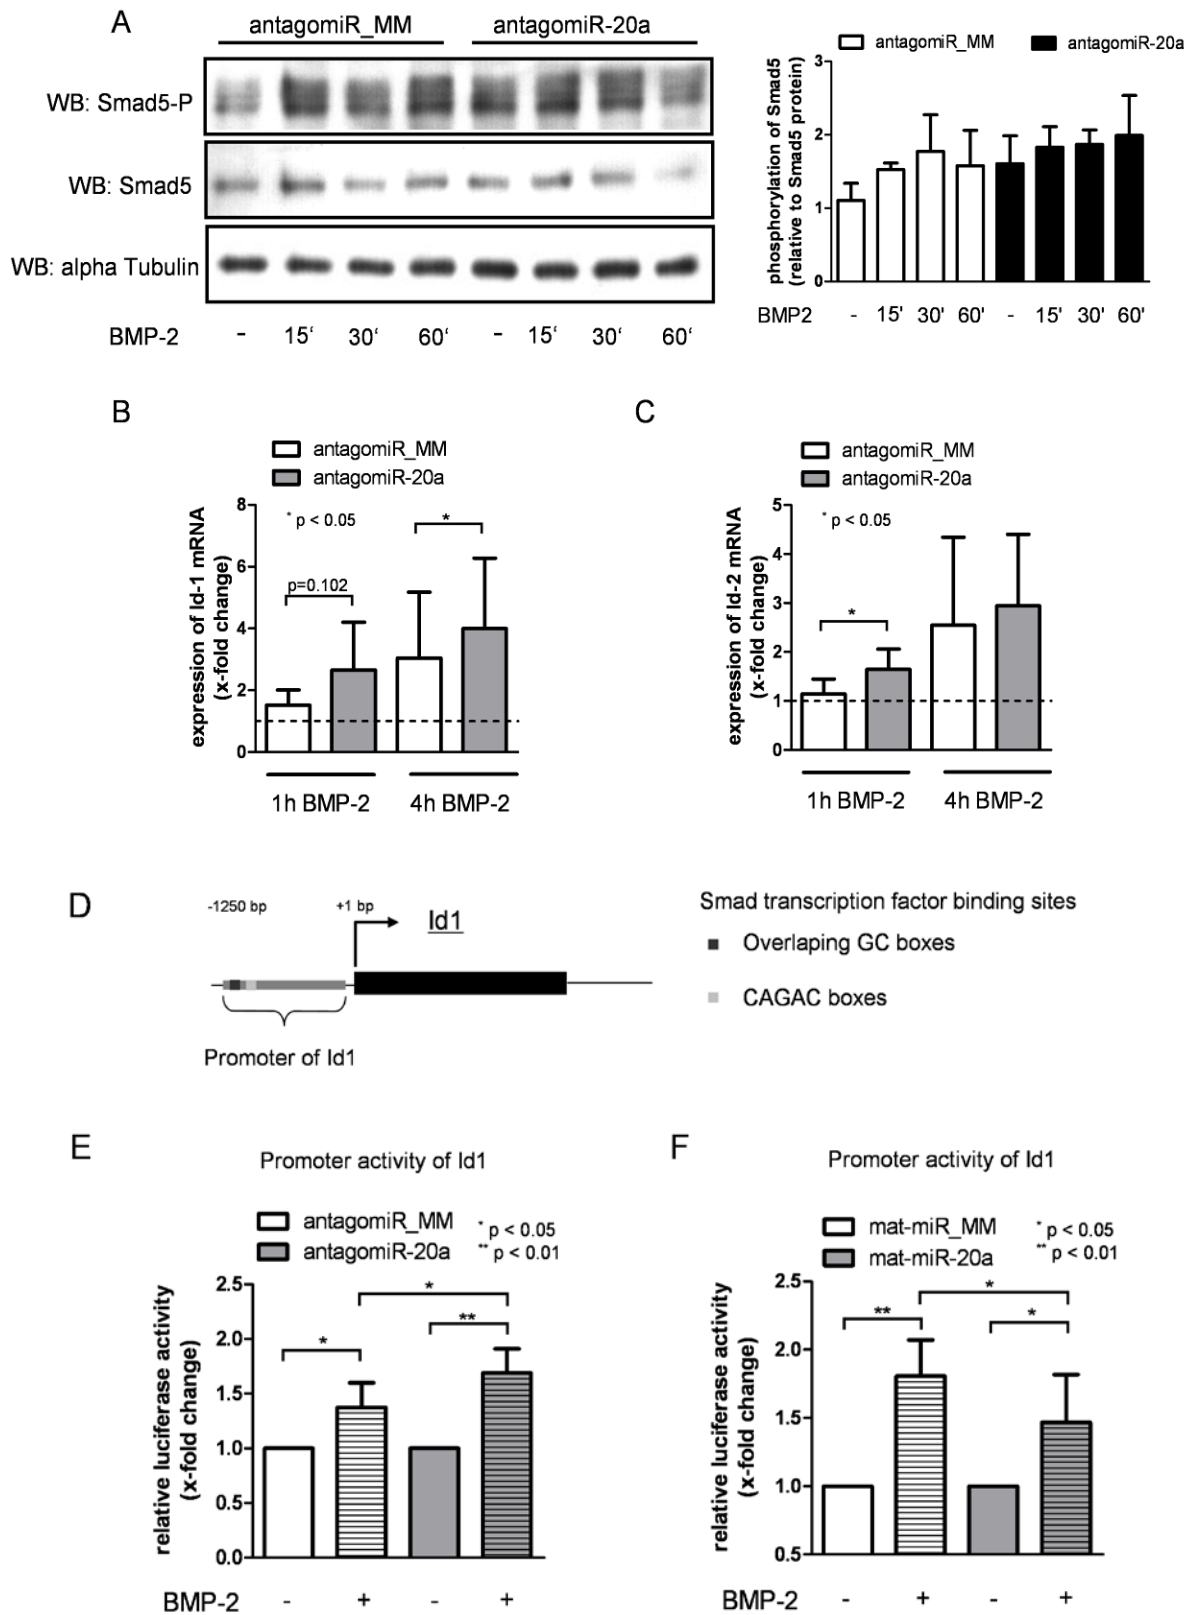 A
antagomiR_MM
antagomiR-20a
WB: Smad5-P
WB: Smad5
WB: alpha Tubulin
BMP-2 - 15‘ 30‘ 60‘ - 15‘ 30‘ 60‘
antagomiR_MM
antagomiR-20a
phosphorylation of Smad5
(relative to Smad5 protein)
3
2
1
0
BMP2 - 15' 30' 60' - 15' 30' 60'
B
antagomiR_MM
antagomiR-20a
expression of Id-1 mRNA
(x-fold change)
8
6
4
2
0
* p < 0.05
p=0.102
*
1h BMP-2
4h BMP-2
C
antagomiR_MM
antagomiR-20a
expression of Id-2 mRNA
(x-fold change)
5
4
3
2
1
0
* p < 0.05
*
1h BMP-2
4h BMP-2
D
-1250 bp
+1 bp
Id1
Promoter of Id1
Smad transcription factor binding sites
Overlaping GC boxes
CAGAC boxes
E
Promoter activity of Id1
antagomiR_MM
antagomiR-20a
* p < 0.05
** p < 0.01
relative luciferase activity
(x-fold change)
2.5
2.0
1.5
1.0
0.5
0.0
*
*
**
BMP-2 - + - +
F
Promoter activity of Id1
mat-miR_MM
mat-miR-20a
* p < 0.05
** p < 0.01
relative luciferase activity
(x-fold change)
2.5
2.0
1.5
1.0
0.5
*
**
*
BMP-2 - + - +